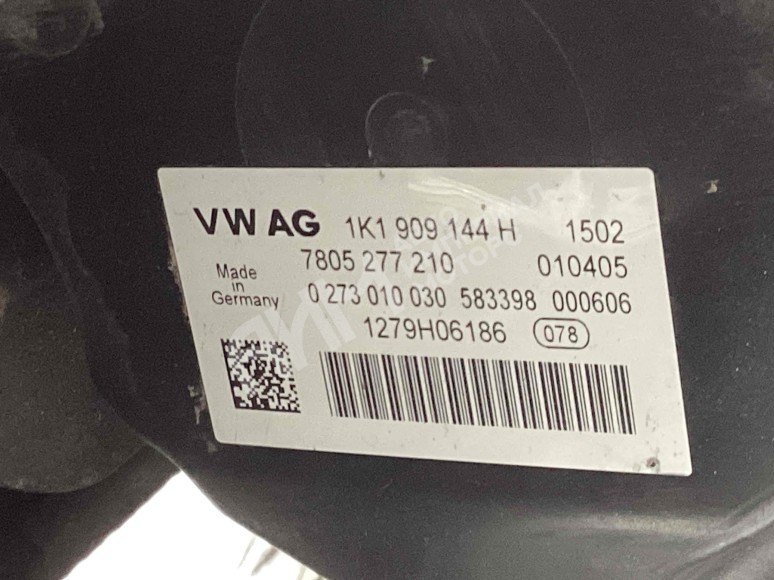 VW AG 1K1 909 144 H 1502
7805 277 210 010405
Made in Germany 0 273 010 030 583398 000606
1279H06186 078